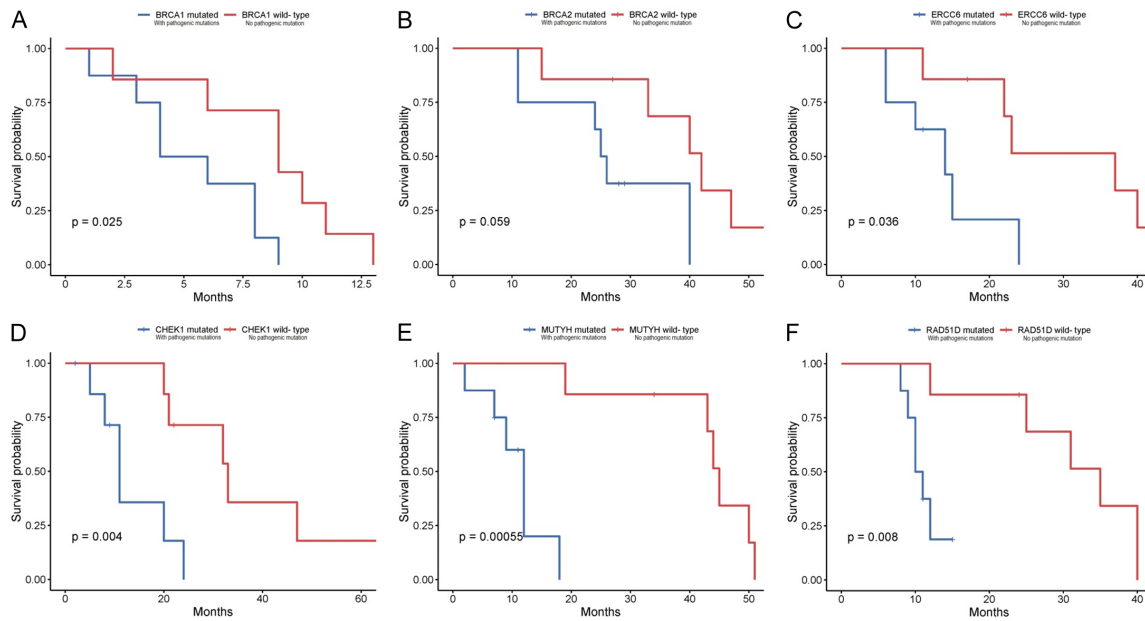 A
BRCA1 mutated BRCA1 wild- type
With pathogenic mutations No pathogenic mutation
Survival probability
1.00
0.75
0.50
0.25
0.00
p = 0.025
0 2.5 5 7.5 10 12.5
Months
B
BRCA2 mutated BRCA2 wild- type
With pathogenic mutations No pathogenic mutation
Survival probability
1.00
0.75
0.50
0.25
0.00
p = 0.059
0 10 20 30 40 50
Months
C
ERCC6 mutated ERCC6 wild- type
With pathogenic mutations No pathogenic mutation
Survival probability
1.00
0.75
0.50
0.25
0.00
p = 0.036
0 10 20 30 40
Months
D
CHEK1 mutated CHEK1 wild- type
With pathogenic mutations No pathogenic mutation
Survival probability
1.00
0.75
0.50
0.25
0.00
p = 0.004
0 20 40 60
Months
E
MUTYH mutated MUTYH wild- type
With pathogenic mutations No pathogenic mutation
Survival probability
1.00
0.75
0.50
0.25
0.00
p = 0.00055
0 10 20 30 40 50
Months
F
RAD51D mutated RAD51D wild- type
With pathogenic mutations No pathogenic mutation
Survival probability
1.00
0.75
0.50
0.25
0.00
p = 0.008
0 10 20 30 40
Months